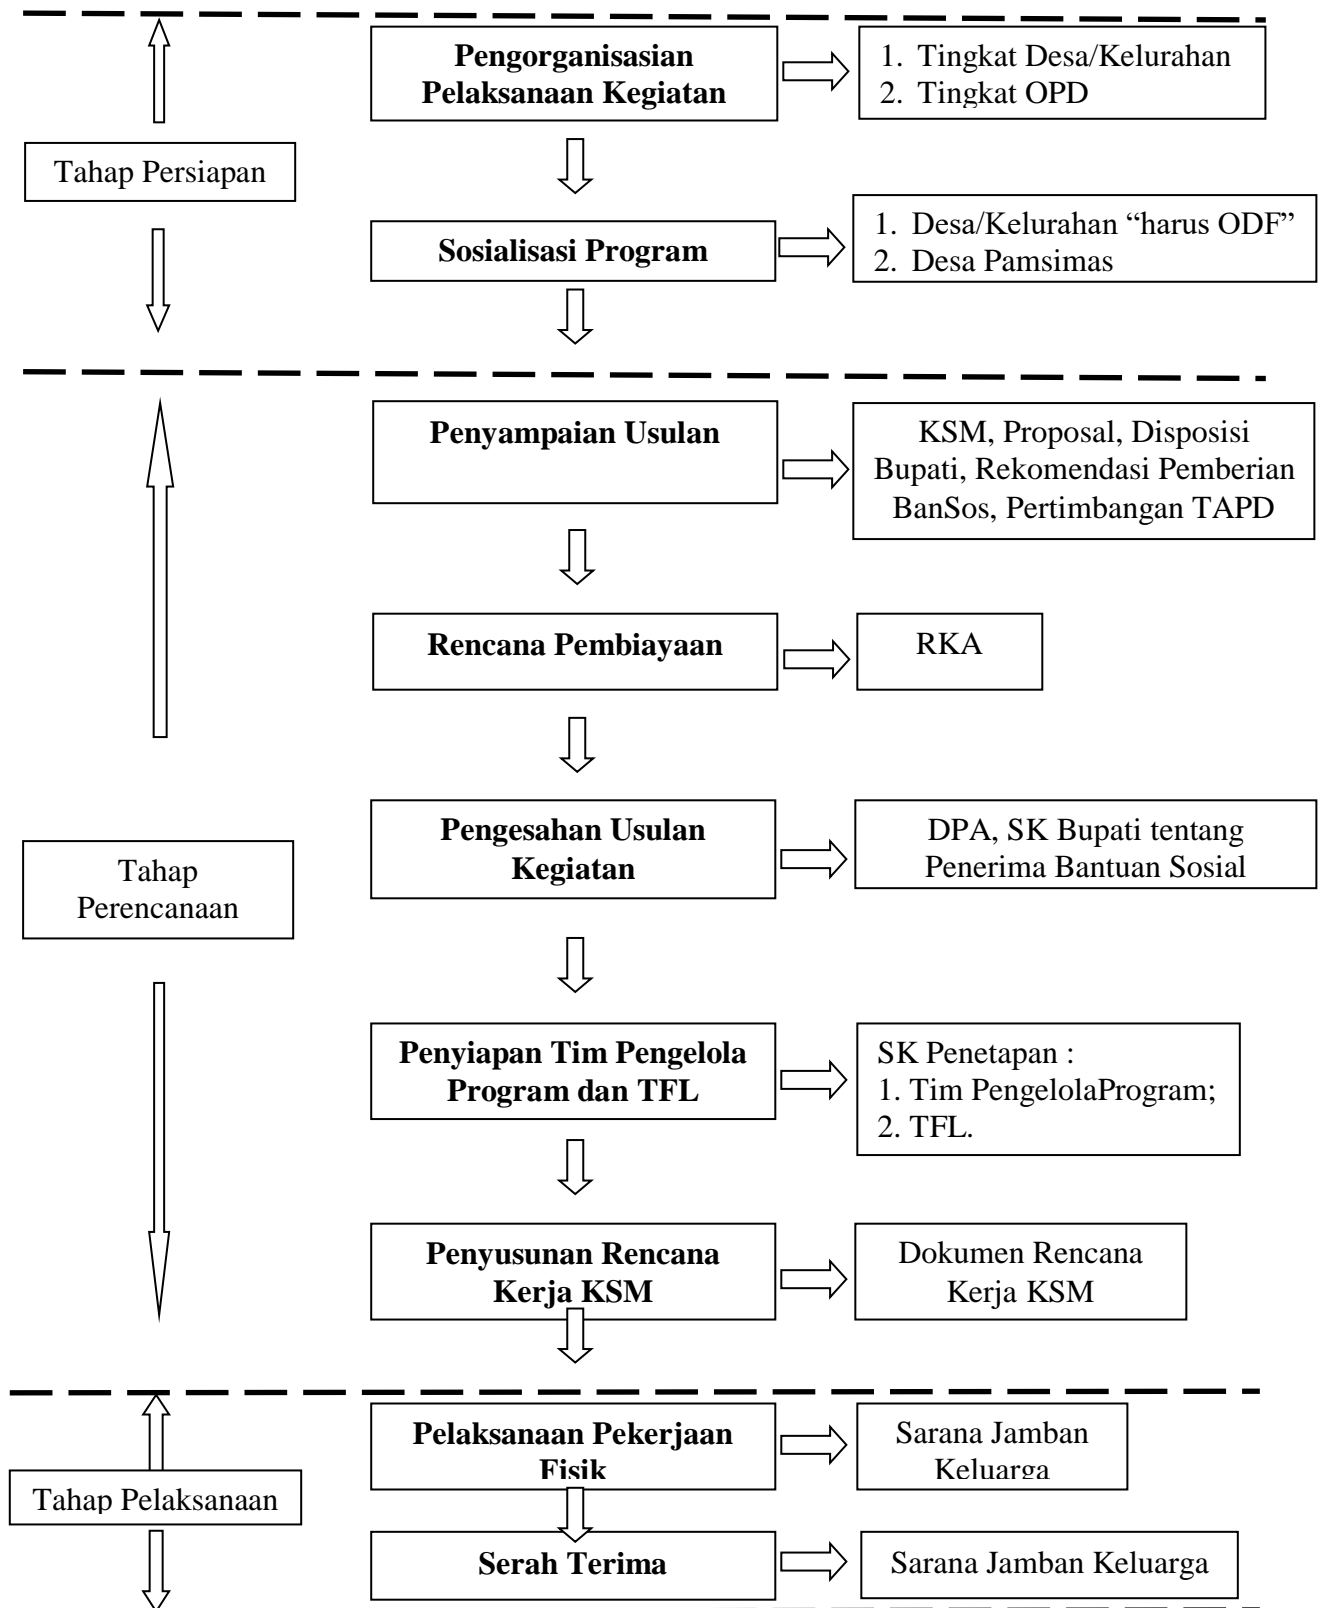 Pengorganisasian
Pelaksanaan Kegiatan
1. Tingkat Desa/Kelurahan
2. Tingkat OPD
Tahap Persiapan
Sosialisasi Program
1. Desa/Kelurahan “harus ODF”
2. Desa Pamsimas
Penyampaian Usulan
KSM, Proposal, Disposisi
Bupati, Rekomendasi Pemberian
BanSos, Pertimbangan TAPD
Rencana Pembiayaan
RKA
Pengesahan Usulan
Kegiatan
DPA, SK Bupati tentang
Penerima Bantuan Sosial
Tahap
Perencanaan
Penyiapan Tim Pengelola
Program dan TFL
SK Penetapan :
1. Tim PengelolaProgram;
2. TFL.
Penyusunan Rencana
Kerja KSM
Dokumen Rencana
Kerja KSM
Pelaksanaan Pekerjaan
Fisik
Sarana Jamban
Keluarga
Tahap Pelaksanaan
Serah Terima
Sarana Jamban Keluarga